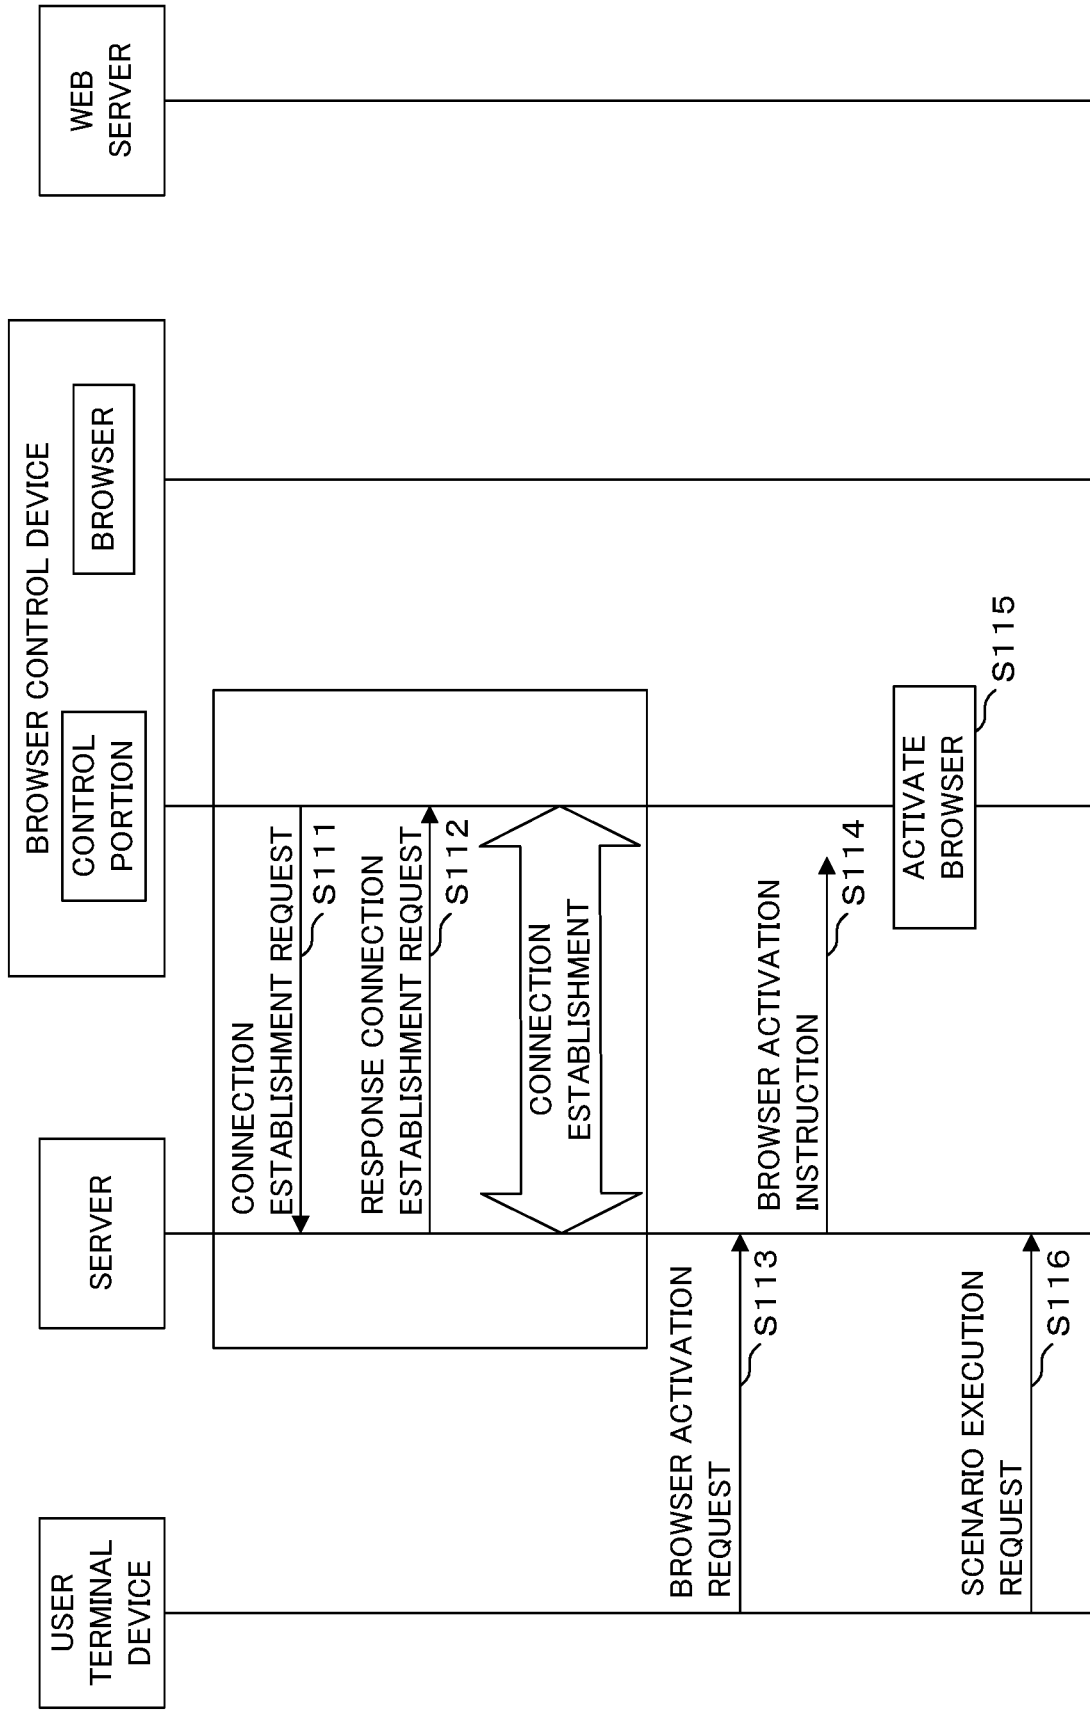 USER
TERMINAL
DEVICE
SERVER
BROWSER CONTROL DEVICE
CONTROL
PORTION
BROWSER
WEB
SERVER
CONNECTION
ESTABLISHMENT REQUEST
S111
RESPONSE CONNECTION
ESTABLISHMENT REQUEST
S112
CONNECTION
ESTABLISHMENT
BROWSER ACTIVATION
REQUEST
S113
BROWSER ACTIVATION
INSTRUCTION
S114
ACTIVATE
BROWSER
S115
SCENARIO EXECUTION
REQUEST
S116